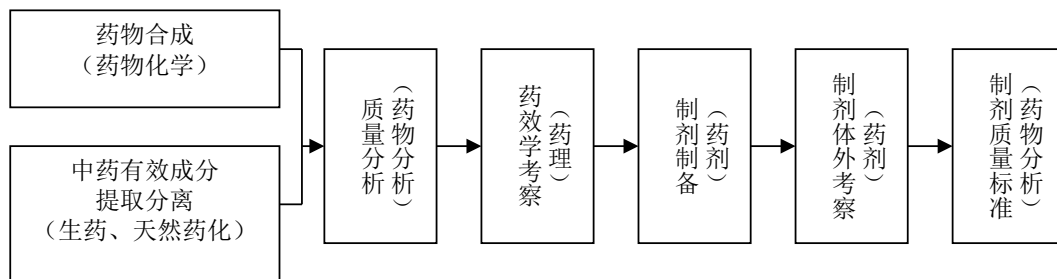 药物合成
（药物化学）
中药有效成分
提取分离
（生药、天然药化）
质量分析
（药物分析）
药效学考察
（药理）
制剂制备
（药剂）
制剂体外考察
（药剂）
制剂质量标准
（药物分析）